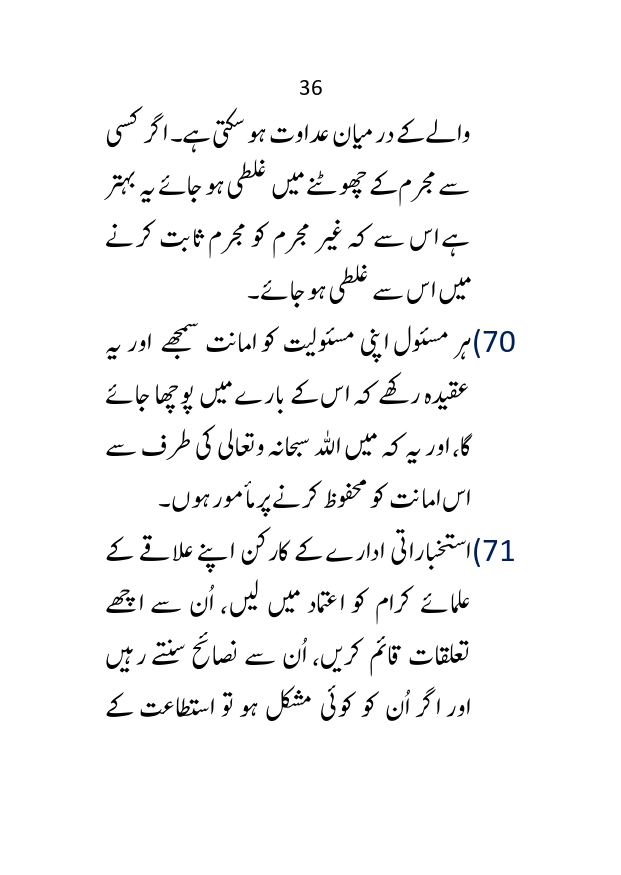 36
والے کے درمیان عداوت ہو سکتی ہے۔ اگر کسی
سے مجرم کے چھوٹنے میں غلطی ہو جائے یہ بہتر
ہے اس سے کہ غیر مجرم کو مجرم ثابت کرنے
میں اس سے غلطی ہو جائے۔
70)ہر مسئول اپنی مسئولیت کو امانت سمجھے اور یہ
عقیدہ رکھے کہ اس کے بارے میں پوچھا جائے
گا، اور یہ کہ میں اللہ سبحانہ وتعالی کی طرف سے
اس امانت کو محفوظ کرنے پر مأمور ہوں۔
71)استخباراتی ادارے کے کارکن اپنے علاقے کے
علمائے کرام کو اعتماد میں لیں، اُن سے اچھے
تعلقات قائم کریں، اُن سے نصائح سنتے رہیں
اور اگر اُن کو کوئی مشکل ہو تو استطاعت کے